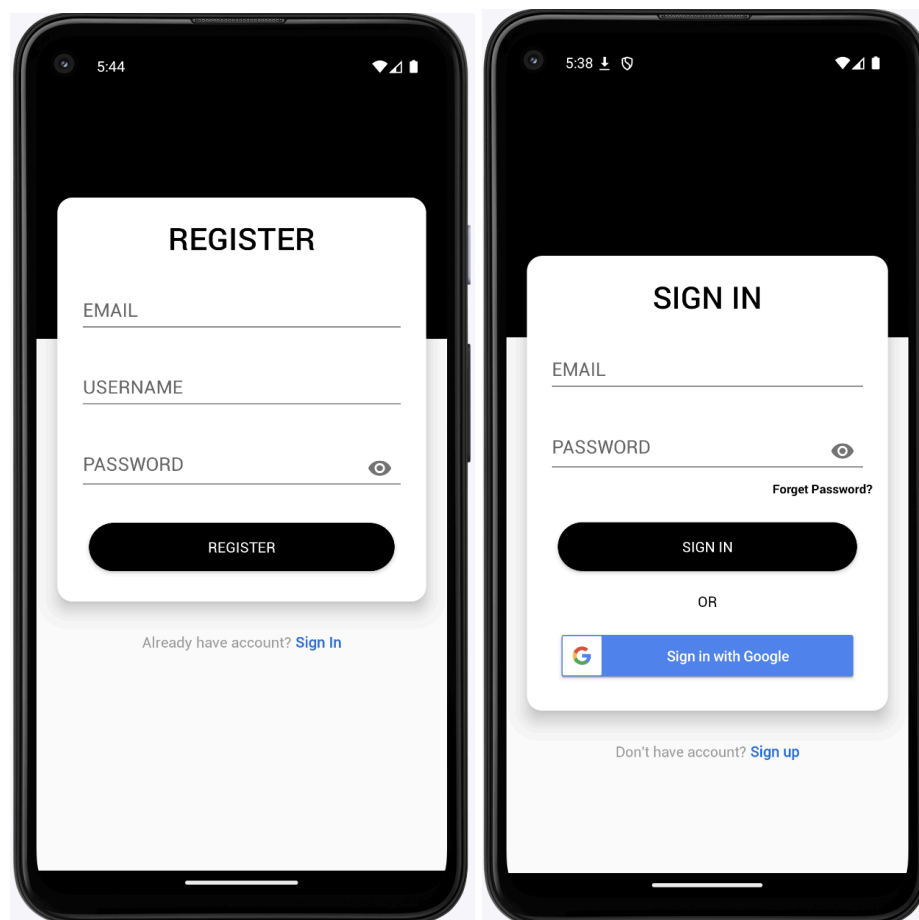 5:44
REGISTER
EMAIL
USERNAME
PASSWORD
REGISTER
Already have account? Sign In
5:38
SIGN IN
EMAIL
PASSWORD
Forget Password?
SIGN IN
OR
G Sign in with Google
Don't have account? Sign up